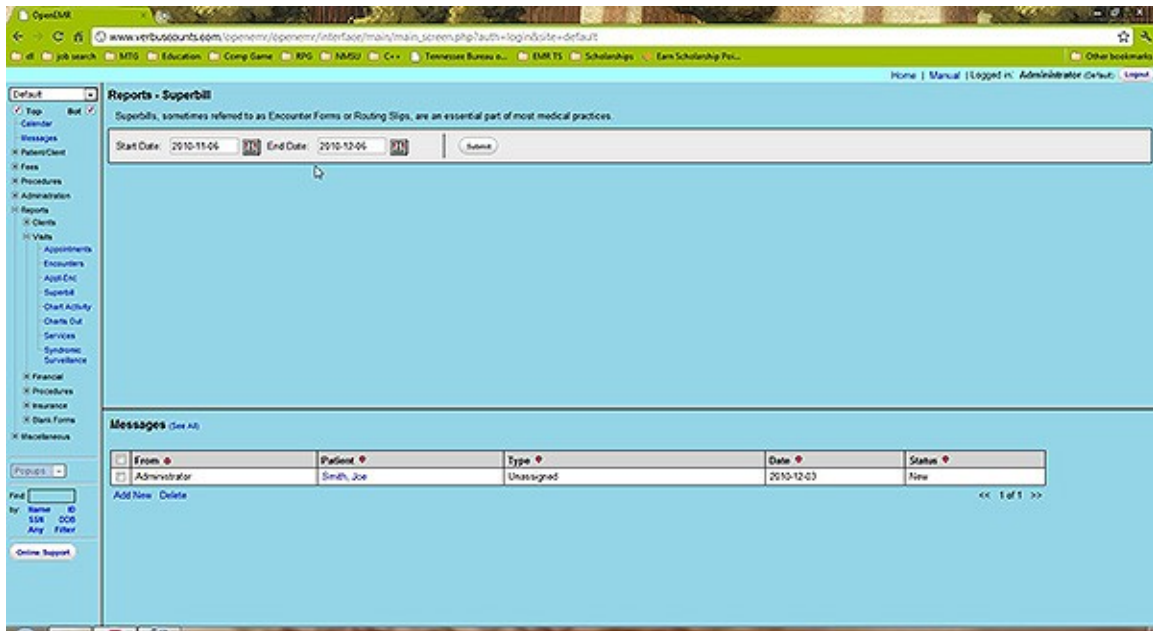 OpenEMR
www.verbuscounts.com/openemr/openemr/interface/main/main_screen.php?auth=login&site=default
dl job search MTG Education Comp Game RPG NMSU C++ Tennessee Bureau o... EMR TS Scholarships Earn Scholarship Poi... Other bookmarks
Home | Manual | Logged in: Administrator (Default) Logout
Default
Top Bot
Calendar
Messages
Patient/Client
Fees
Procedures
Administration
Reports
Clients
Visits
Appointments
Encounters
Appt-Enc
Superbill
Chart Activity
Charts Out
Services
Syndromic
Surveillance
Financial
Procedures
Insurance
Blank Forms
Miscellaneous
Popups
Find
by: Name ID
SSN DOB
Any Filter
Online Support
Reports - Superbill
Superbills, sometimes referred to as Encounter Forms or Routing Slips, are an essential part of most medical practices.
Start Date: 2010-11-06 End Date: 2010-12-06 Submit
Messages (See All)
From Patient Type Date Status
Administrator Smith, Joe Unassigned 2010-12-03 New
Add New Delete << 1 of 1 >>